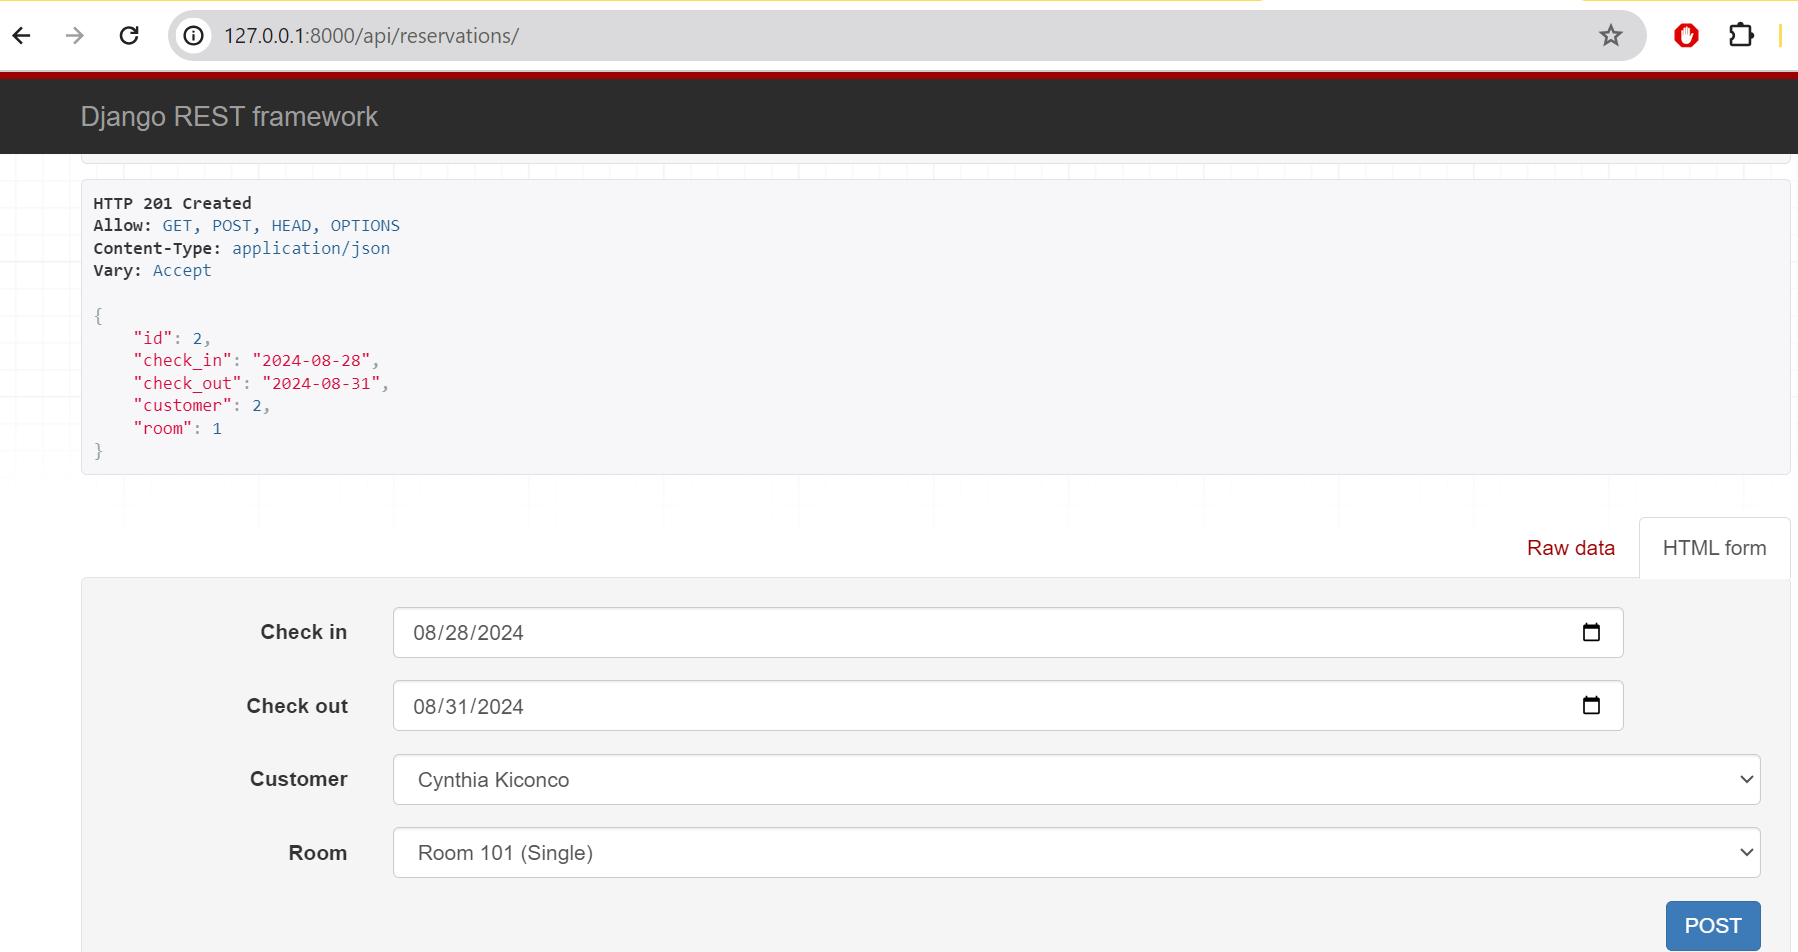 127.0.0.1:8000/api/reservations/
Django REST framework
HTTP 201 Created
Allow: GET, POST, HEAD, OPTIONS
Content-Type: application/json
Vary: Accept
{
    "id": 2,
    "check_in": "2024-08-28",
    "check_out": "2024-08-31",
    "customer": 2,
    "room": 1
}
Raw data HTML form
Check in 08/28/2024
Check out 08/31/2024
Customer Cynthia Kiconco
Room Room 101 (Single)
POST